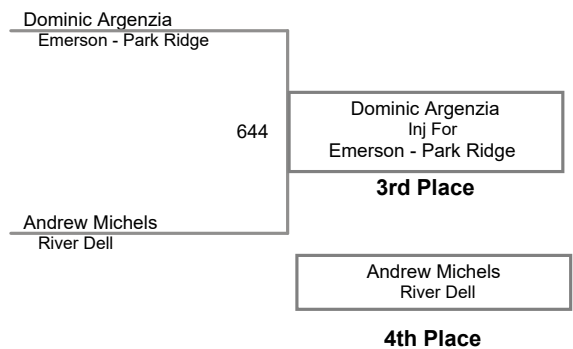 Dominic Argenzia
Emerson - Park Ridge
644
Dominic Argenzia
Inj For
Emerson - Park Ridge
3rd Place
Andrew Michels
River Dell
Andrew Michels
River Dell
4th Place